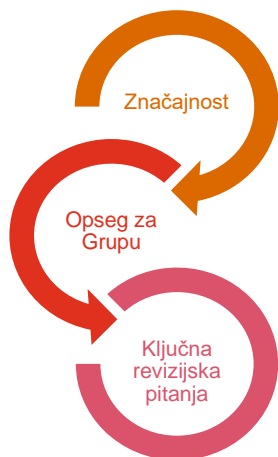 Značajnost
Opseg za
Grupu
Ključna
revizijska
pitanja